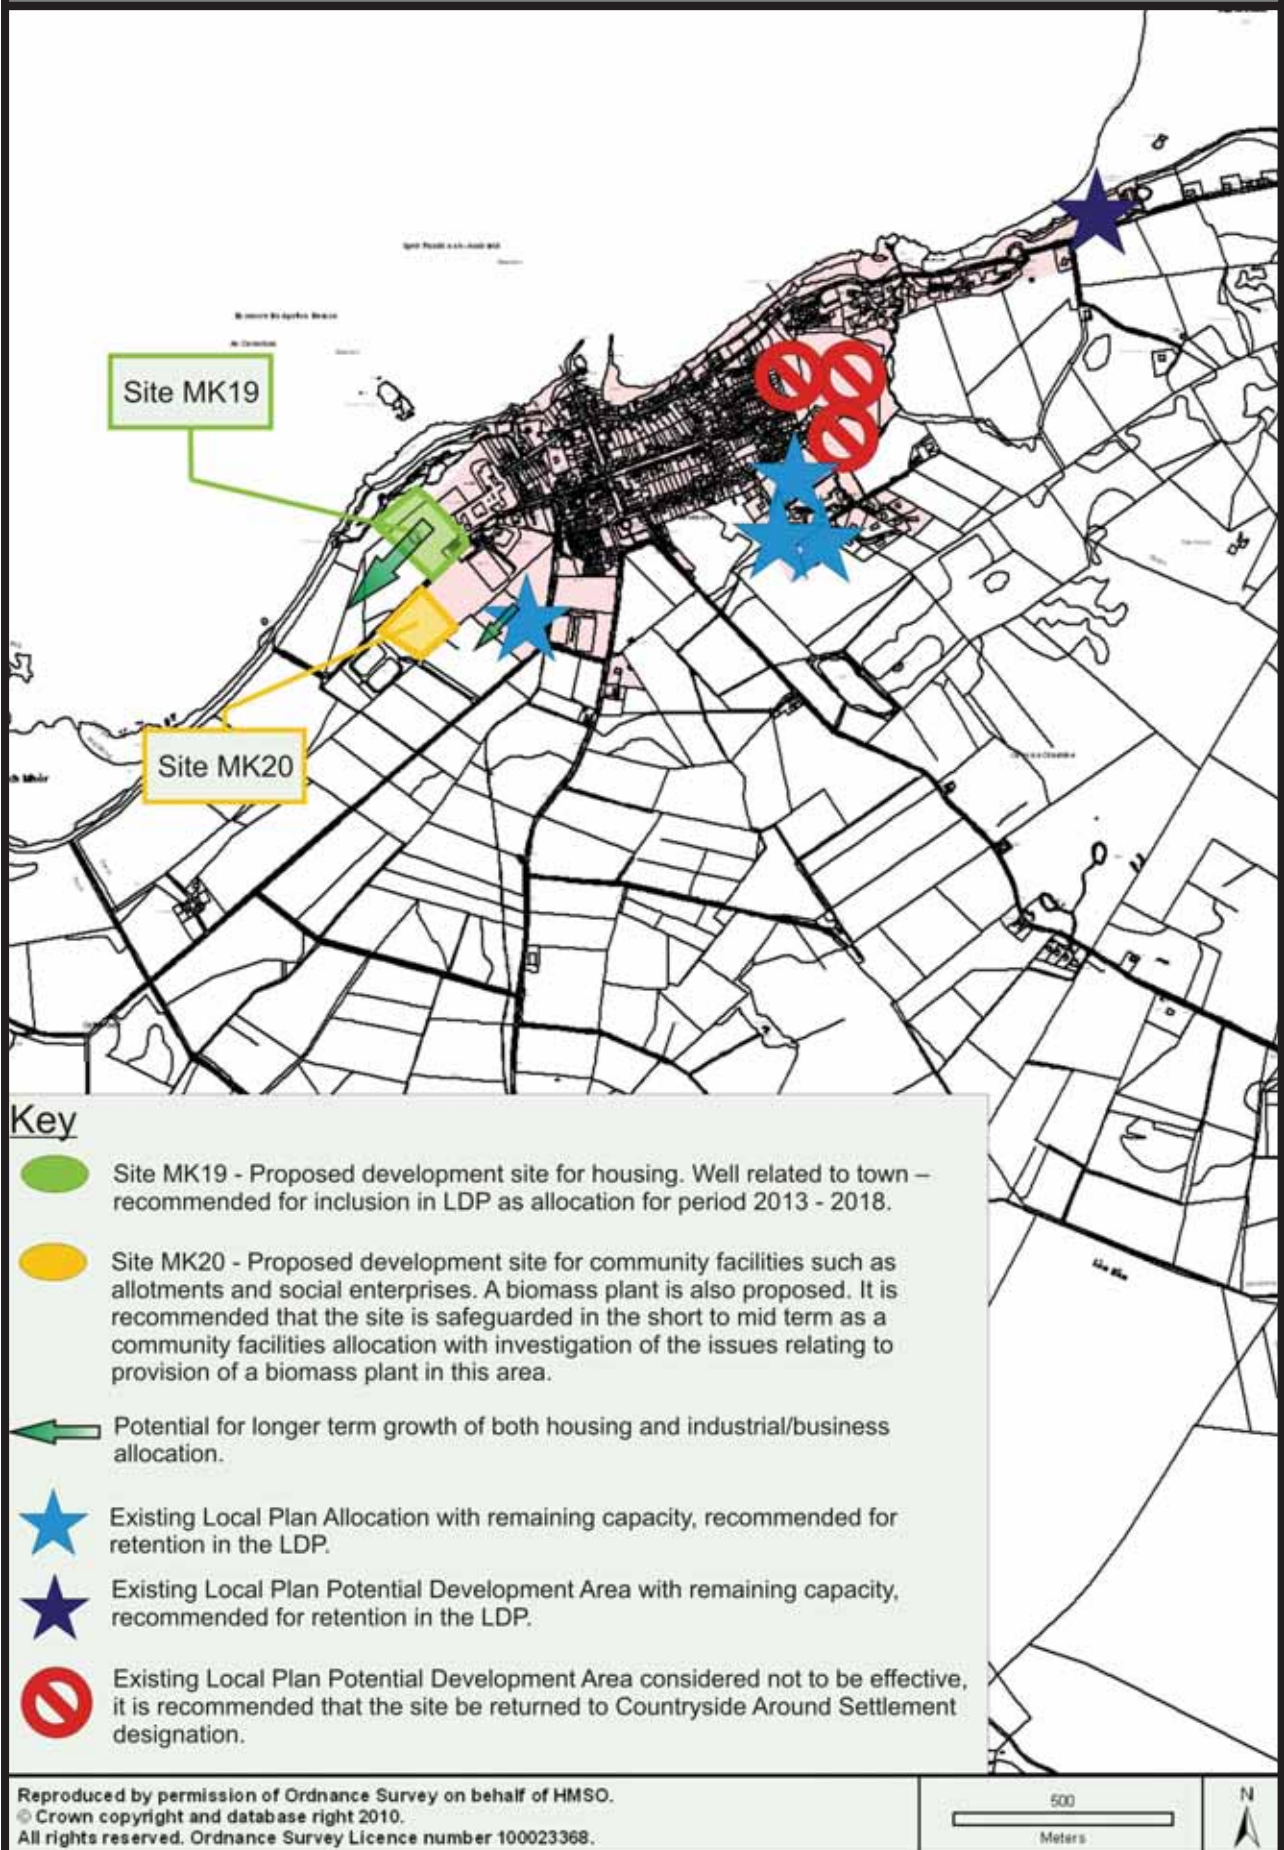 Site MK19
Site MK20
Key
Site MK19 - Proposed development site for housing. Well related to town –
recommended for inclusion in LDP as allocation for period 2013 - 2018.
Site MK20 - Proposed development site for community facilities such as
allotments and social enterprises. A biomass plant is also proposed. It is
recommended that the site is safeguarded in the short to mid term as a
community facilities allocation with investigation of the issues relating to
provision of a biomass plant in this area.
Potential for longer term growth of both housing and industrial/business
allocation.
Existing Local Plan Allocation with remaining capacity, recommended for
retention in the LDP.
Existing Local Plan Potential Development Area with remaining capacity,
recommended for retention in the LDP.
Existing Local Plan Potential Development Area considered not to be effective,
it is recommended that the site be returned to Countryside Around Settlement
designation.
Reproduced by permission of Ordnance Survey on behalf of HMSO.
© Crown copyright and database right 2010.
All rights reserved. Ordnance Survey Licence number 100023368.
500
Meters
N